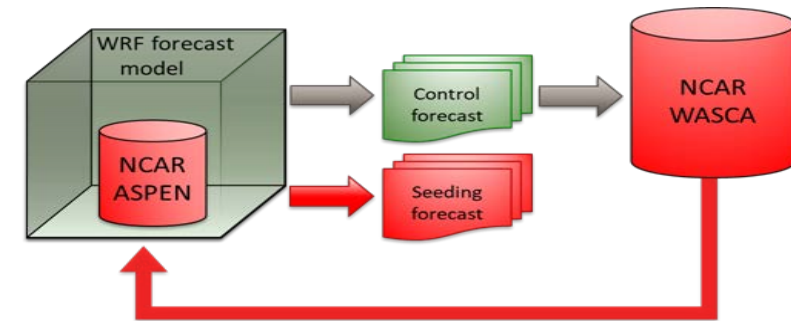 WRF forecast
model
NCAR
ASPEN
Control
forecast
Seeding
forecast
NCAR
WASCA